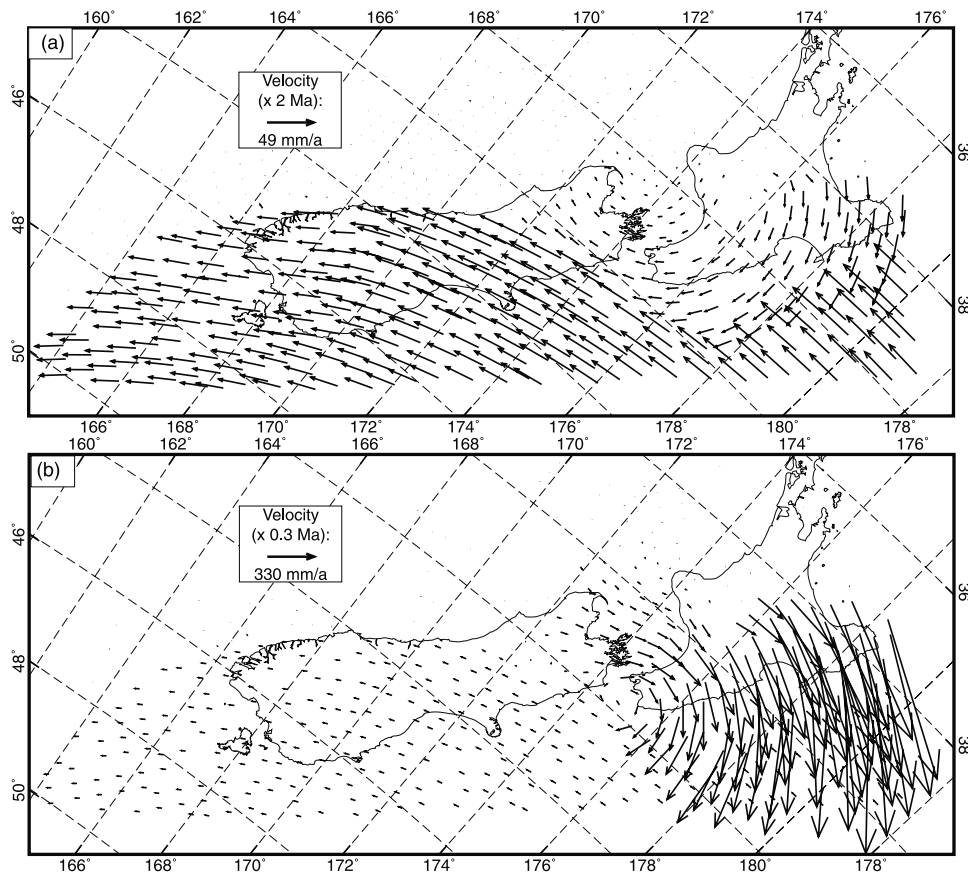 160˚ 162˚ 164˚ 166˚ 168˚ 170˚ 172˚ 174˚ 176˚
(a)
Velocity
(x 2 Ma):
49 mm/a
46˚
48˚
50˚
36˚
38˚
166˚ 168˚ 170˚ 172˚ 174˚ 176˚ 178˚ 180˚ 178˚
160˚ 162˚ 164˚ 166˚ 168˚ 170˚ 172˚ 174˚ 176˚
(b)
Velocity
(x 0.3 Ma):
330 mm/a
46˚
48˚
50˚
36˚
38˚
166˚ 168˚ 170˚ 172˚ 174˚ 176˚ 178˚ 180˚ 178˚